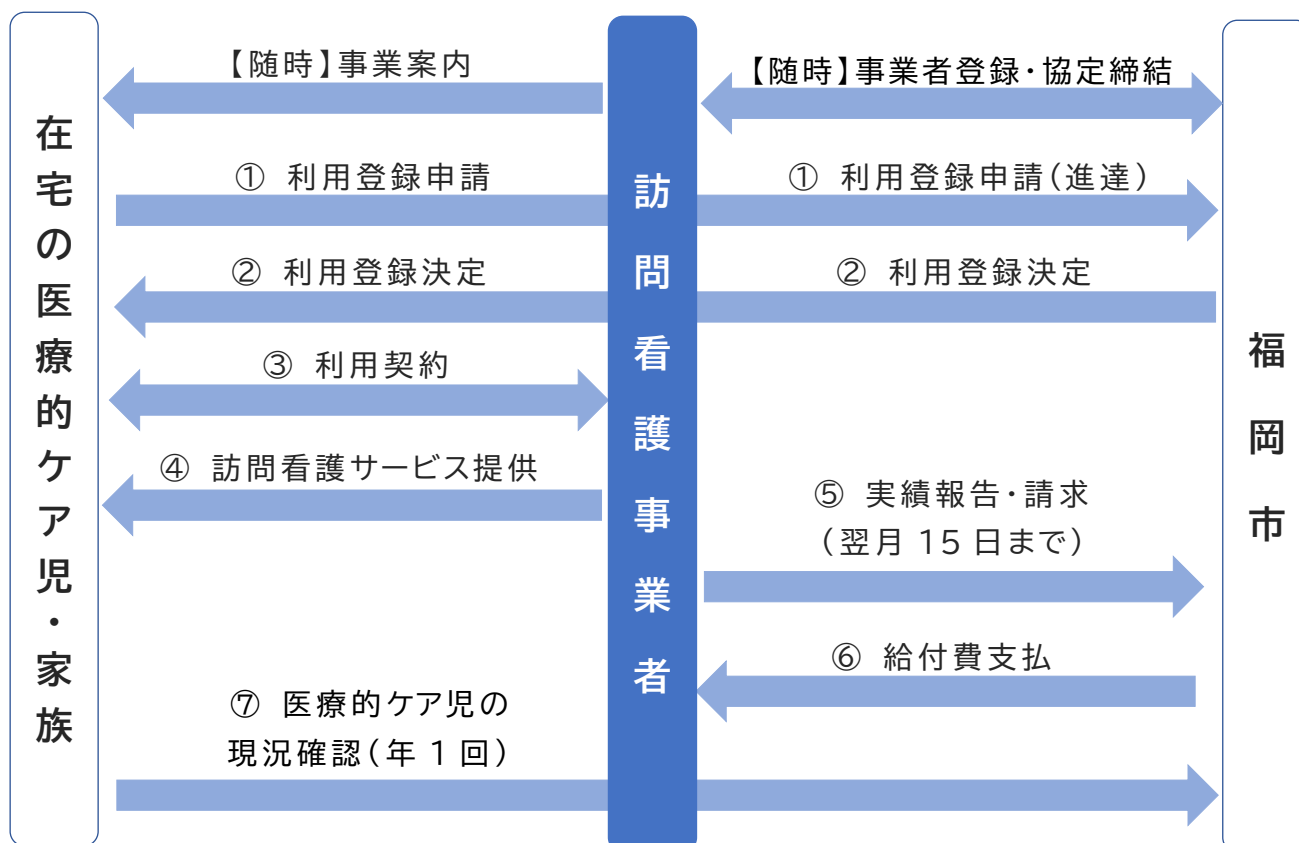 在宅の医療的ケア児・家族
訪問看護事業者
福岡市
【随時】事業案内
【随時】事業者登録・協定締結
① 利用登録申請
① 利用登録申請(進達)
② 利用登録決定
② 利用登録決定
③ 利用契約
④ 訪問看護サービス提供
⑤ 実績報告・請求
(翌月 15 日まで)
⑥ 給付費支払
⑦ 医療的ケア児の
現況確認(年 1 回)